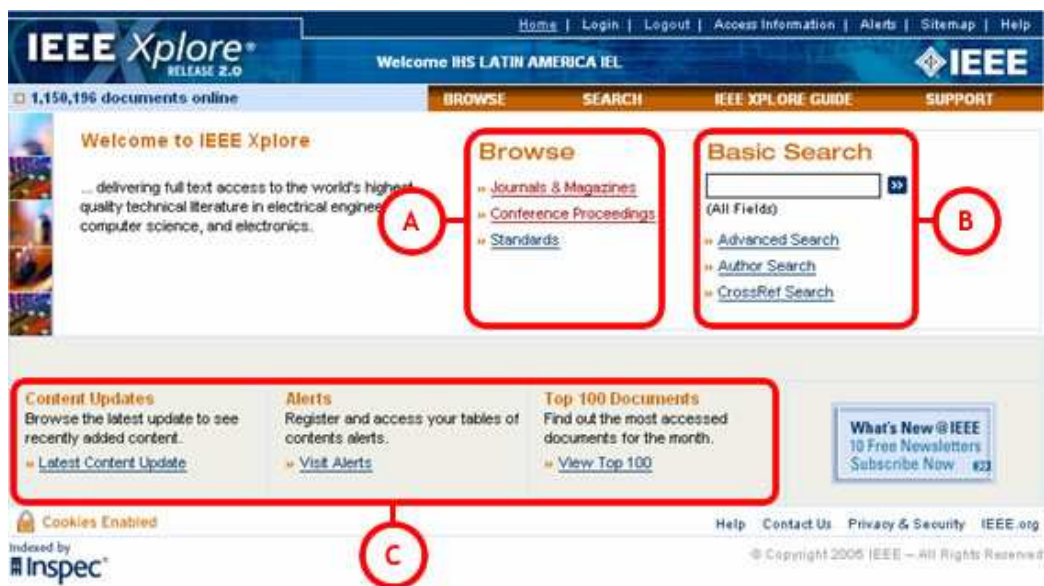 Home | Login | Logout | Access Information | Alerts | Sitemap | Help
IEEE Xplore®
RELEASE 2.0
Welcome IHS LATIN AMERICA IEL
IEEE
1,150,196 documents online
BROWSE SEARCH IEEE XPLORE GUIDE SUPPORT
Welcome to IEEE Xplore
... delivering full text access to the world's highest
quality technical literature in electrical
computer science, and electronics.
A
Browse
» Journals & Magazines
» Conference Proceedings
» Standards
Basic Search
»
(All Fields)
» Advanced Search
» Author Search
» CrossRef Search
B
Content Updates
Browse the latest update to see
recently added content.
» Latest Content Update
Alerts
Register and access your tables of
contents alerts.
» Visit Alerts
Top 100 Documents
Find out the most accessed
documents for the month.
» View Top 100
What's New @ IEEE
10 Free Newsletters
Subscribe Now
C
Cookies Enabled
Help Contact Us Privacy & Security IEEE.org
Indexed by
Inspec®
© Copyright 2005 IEEE – All Rights Reserved